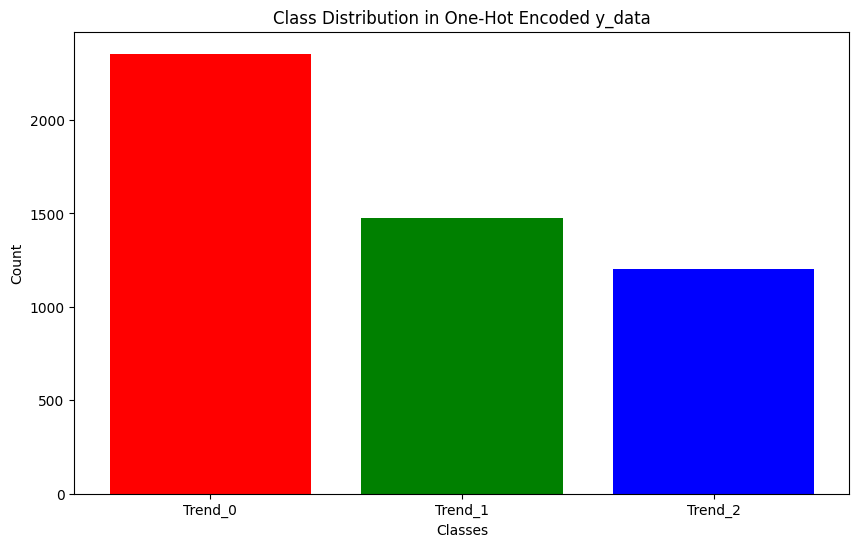 Class Distribution in One-Hot Encoded y_data
2000
1500
1000
500
0
Count
Trend_0 Trend_1 Trend_2
Classes